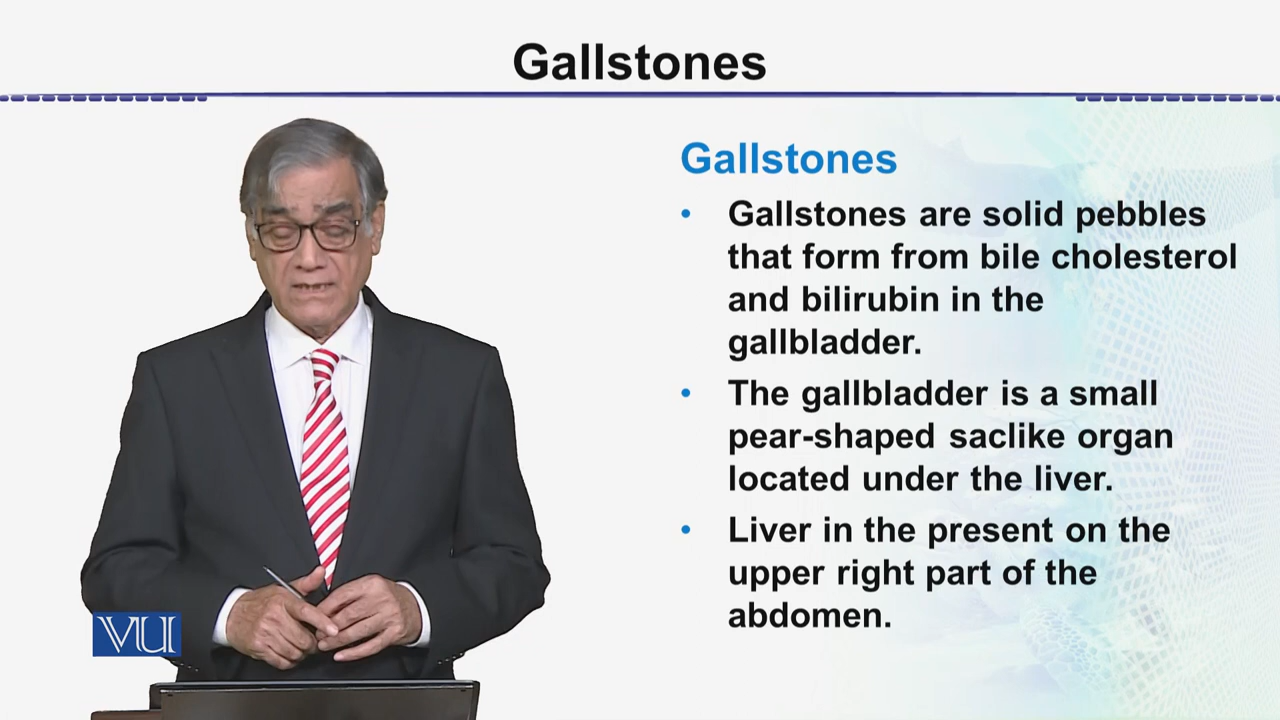 Gallstones
Gallstones
• Gallstones are solid pebbles
that form from bile cholesterol
and bilirubin in the
gallbladder.
• The gallbladder is a small
pear-shaped saclike organ
located under the liver.
• Liver in the present on the
upper right part of the
abdomen.
VU